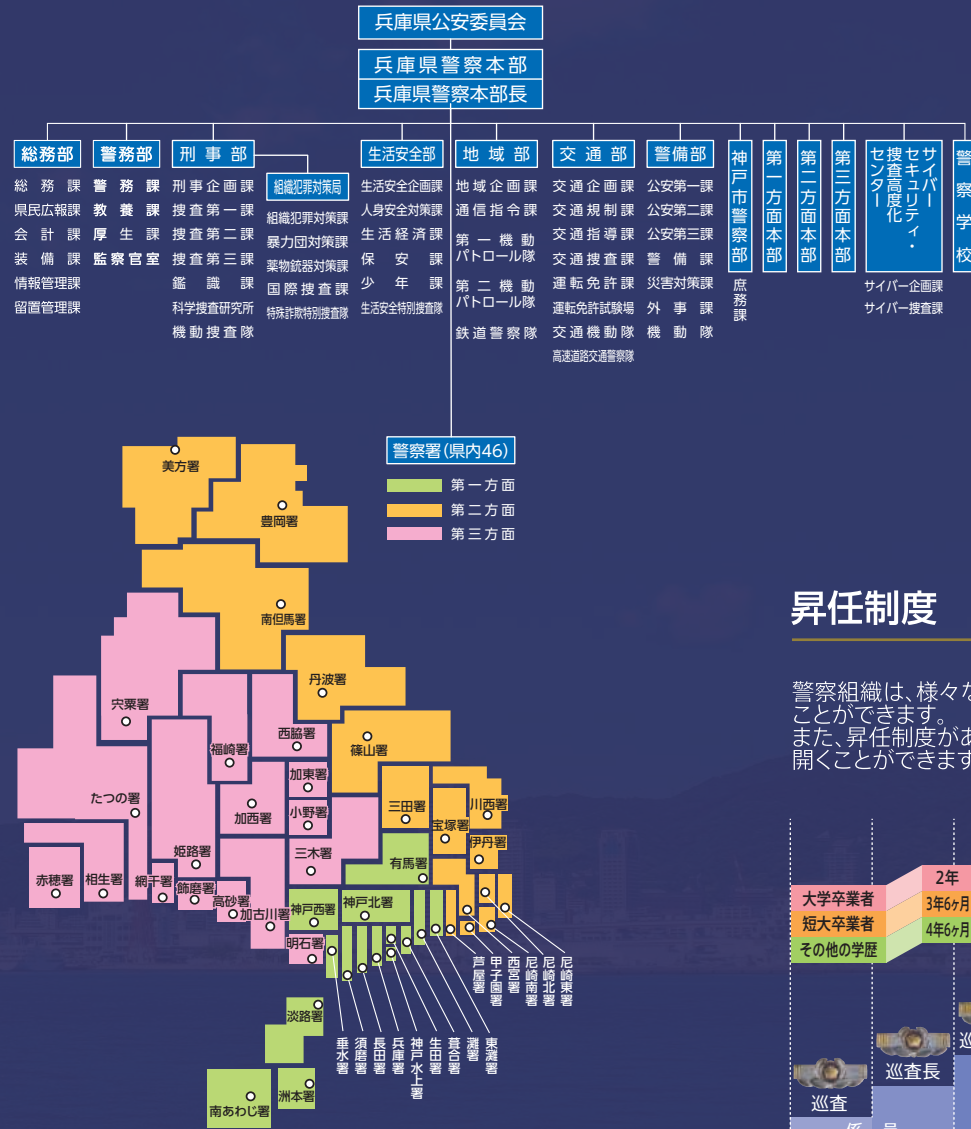 兵庫県公安委員会
兵庫県警察本部
兵庫県警察本部長
総務部
総務課
県民広報課
会計課
装備課
情報管理課
留置管理課
警務部
警務課
教養課
厚生課
監察官室
刑事部
刑事企画課
捜査第一課
捜査第二課
捜査第三課
鑑識課
科学捜査研究所
機動捜査隊
組織犯罪対策局
組織犯罪対策課
暴力団対策課
薬物銃器対策課
国際捜査課
特殊詐欺特別捜査隊
生活安全部
生活安全企画課
人身安全対策課
生活経済課
保安課
少年課
生活安全特別捜査隊
地域部
地域企画課
通信指令課
第一機動
パトロール隊
第二機動
パトロール隊
鉄道警察隊
交通部
交通企画課
交通規制課
交通指導課
交通捜査課
運転免許課
運転免許試験場
交通機動隊
高速道路交通警察隊
警備部
公安第一課
公安第二課
公安第三課
警備課
災害対策課
外事課
機動隊
神戸市警察部
庶務課
第一方面本部
第二方面本部
第三方面本部
サイバー
セキュリティ・
捜査高度化
センター
サイバー企画課
サイバー捜査課
警察学校
警察署(県内46)
第一方面
第二方面
第三方面
美方署
豊岡署
南但馬署
丹波署
宍粟署
福崎署
西脇署
篠山署
加東署
たつの署
加西署
小野署
三田署
川西署
宝塚署
伊丹署
姫路署
三木署
有馬署
赤穂署
相生署
網干署
飾磨署
高砂署
加古川署
神戸西署
神戸北署
明石署
芦屋署
甲子園署
西宮署
尼崎南署
尼崎北署
尼崎東署
淡路署
垂水署
須磨署
長田署
兵庫署
神戸水上署
生田署
葺合署
灘署
東灘署
南あわじ署
洲本署
昇任制度
警察組織は、様々な
ことができます。
また、昇任制度があ
開くことができます
大学卒業者
2年
短大卒業者
3年6ヶ月
その他の学歴
4年6ヶ月
巡査
巡査長
巡
係員